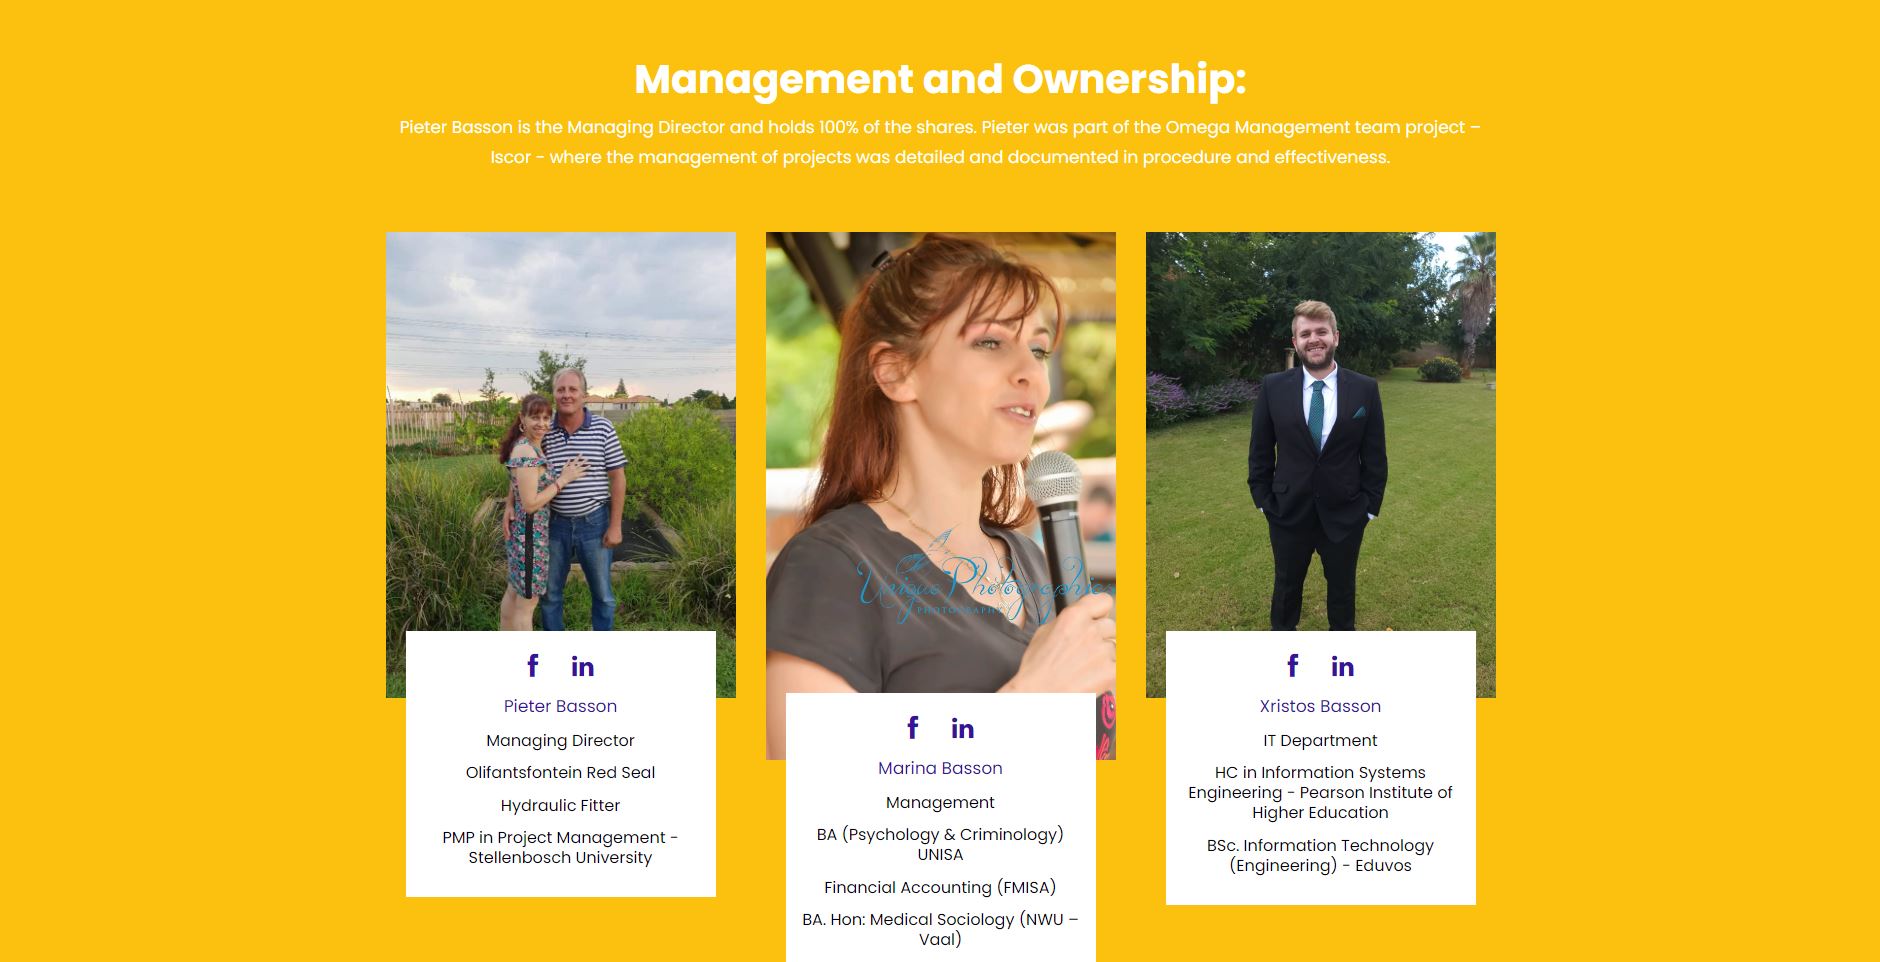 Management and Ownership:
Pieter Basson is the Managing Director and holds 100% of the shares. Pieter was part of the Omega Management team project –
Iscor - where the management of projects was detailed and documented in procedure and effectiveness.
Unique Photographics
PHOTOGRAPHY
f in
Pieter Basson
Managing Director
Olifantsfontein Red Seal
Hydraulic Fitter
PMP in Project Management -
Stellenbosch University
f in
Marina Basson
Management
BA (Psychology & Criminology)
UNISA
Financial Accounting (FMISA)
BA. Hon: Medical Sociology (NWU –
Vaal)
f in
Xristos Basson
IT Department
HC in Information Systems
Engineering - Pearson Institute of
Higher Education
BSc. Information Technology
(Engineering) - Eduvos